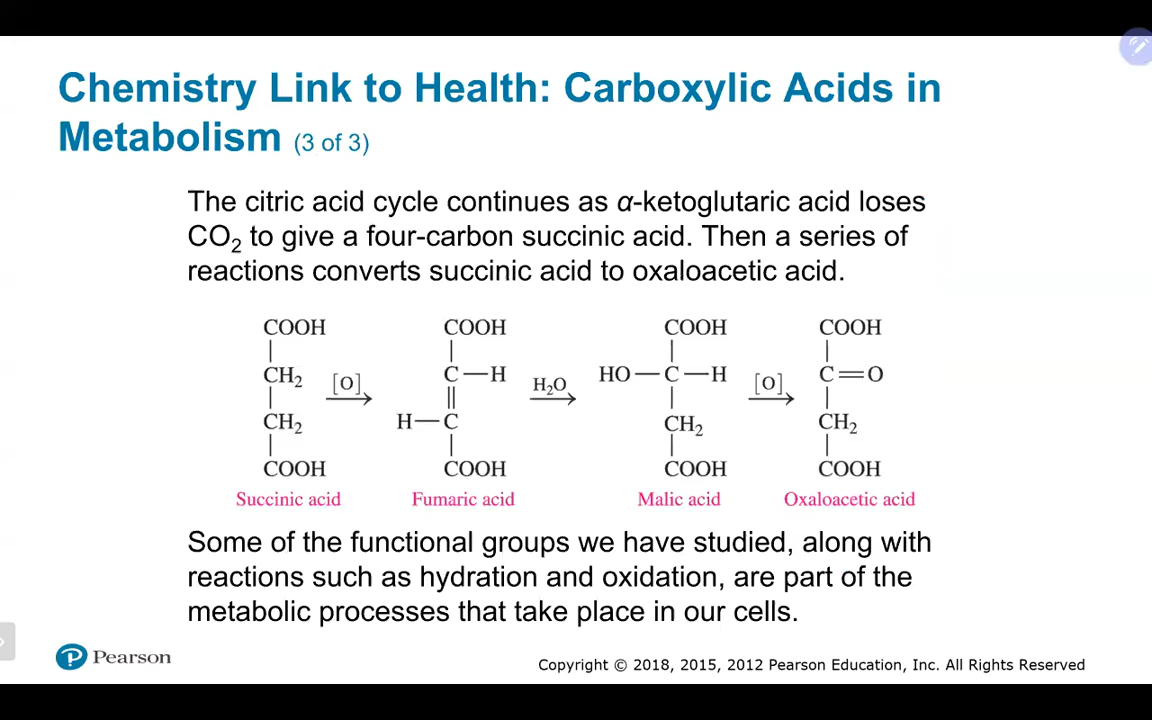 Chemistry Link to Health: Carboxylic Acids in
Metabolism (3 of 3)
The citric acid cycle continues as α-ketoglutaric acid loses
CO₂ to give a four-carbon succinic acid. Then a series of
reactions converts succinic acid to oxaloacetic acid.
COOH COOH COOH COOH
CH₂ [O] C—H H₂O HO—C—H [O] C=O
CH₂ H—C CH₂ CH₂
COOH COOH COOH COOH
Succinic acid Fumaric acid Malic acid Oxaloacetic acid
Some of the functional groups we have studied, along with
reactions such as hydration and oxidation, are part of the
metabolic processes that take place in our cells.
P Pearson
Copyright © 2018, 2015, 2012 Pearson Education, Inc. All Rights Reserved